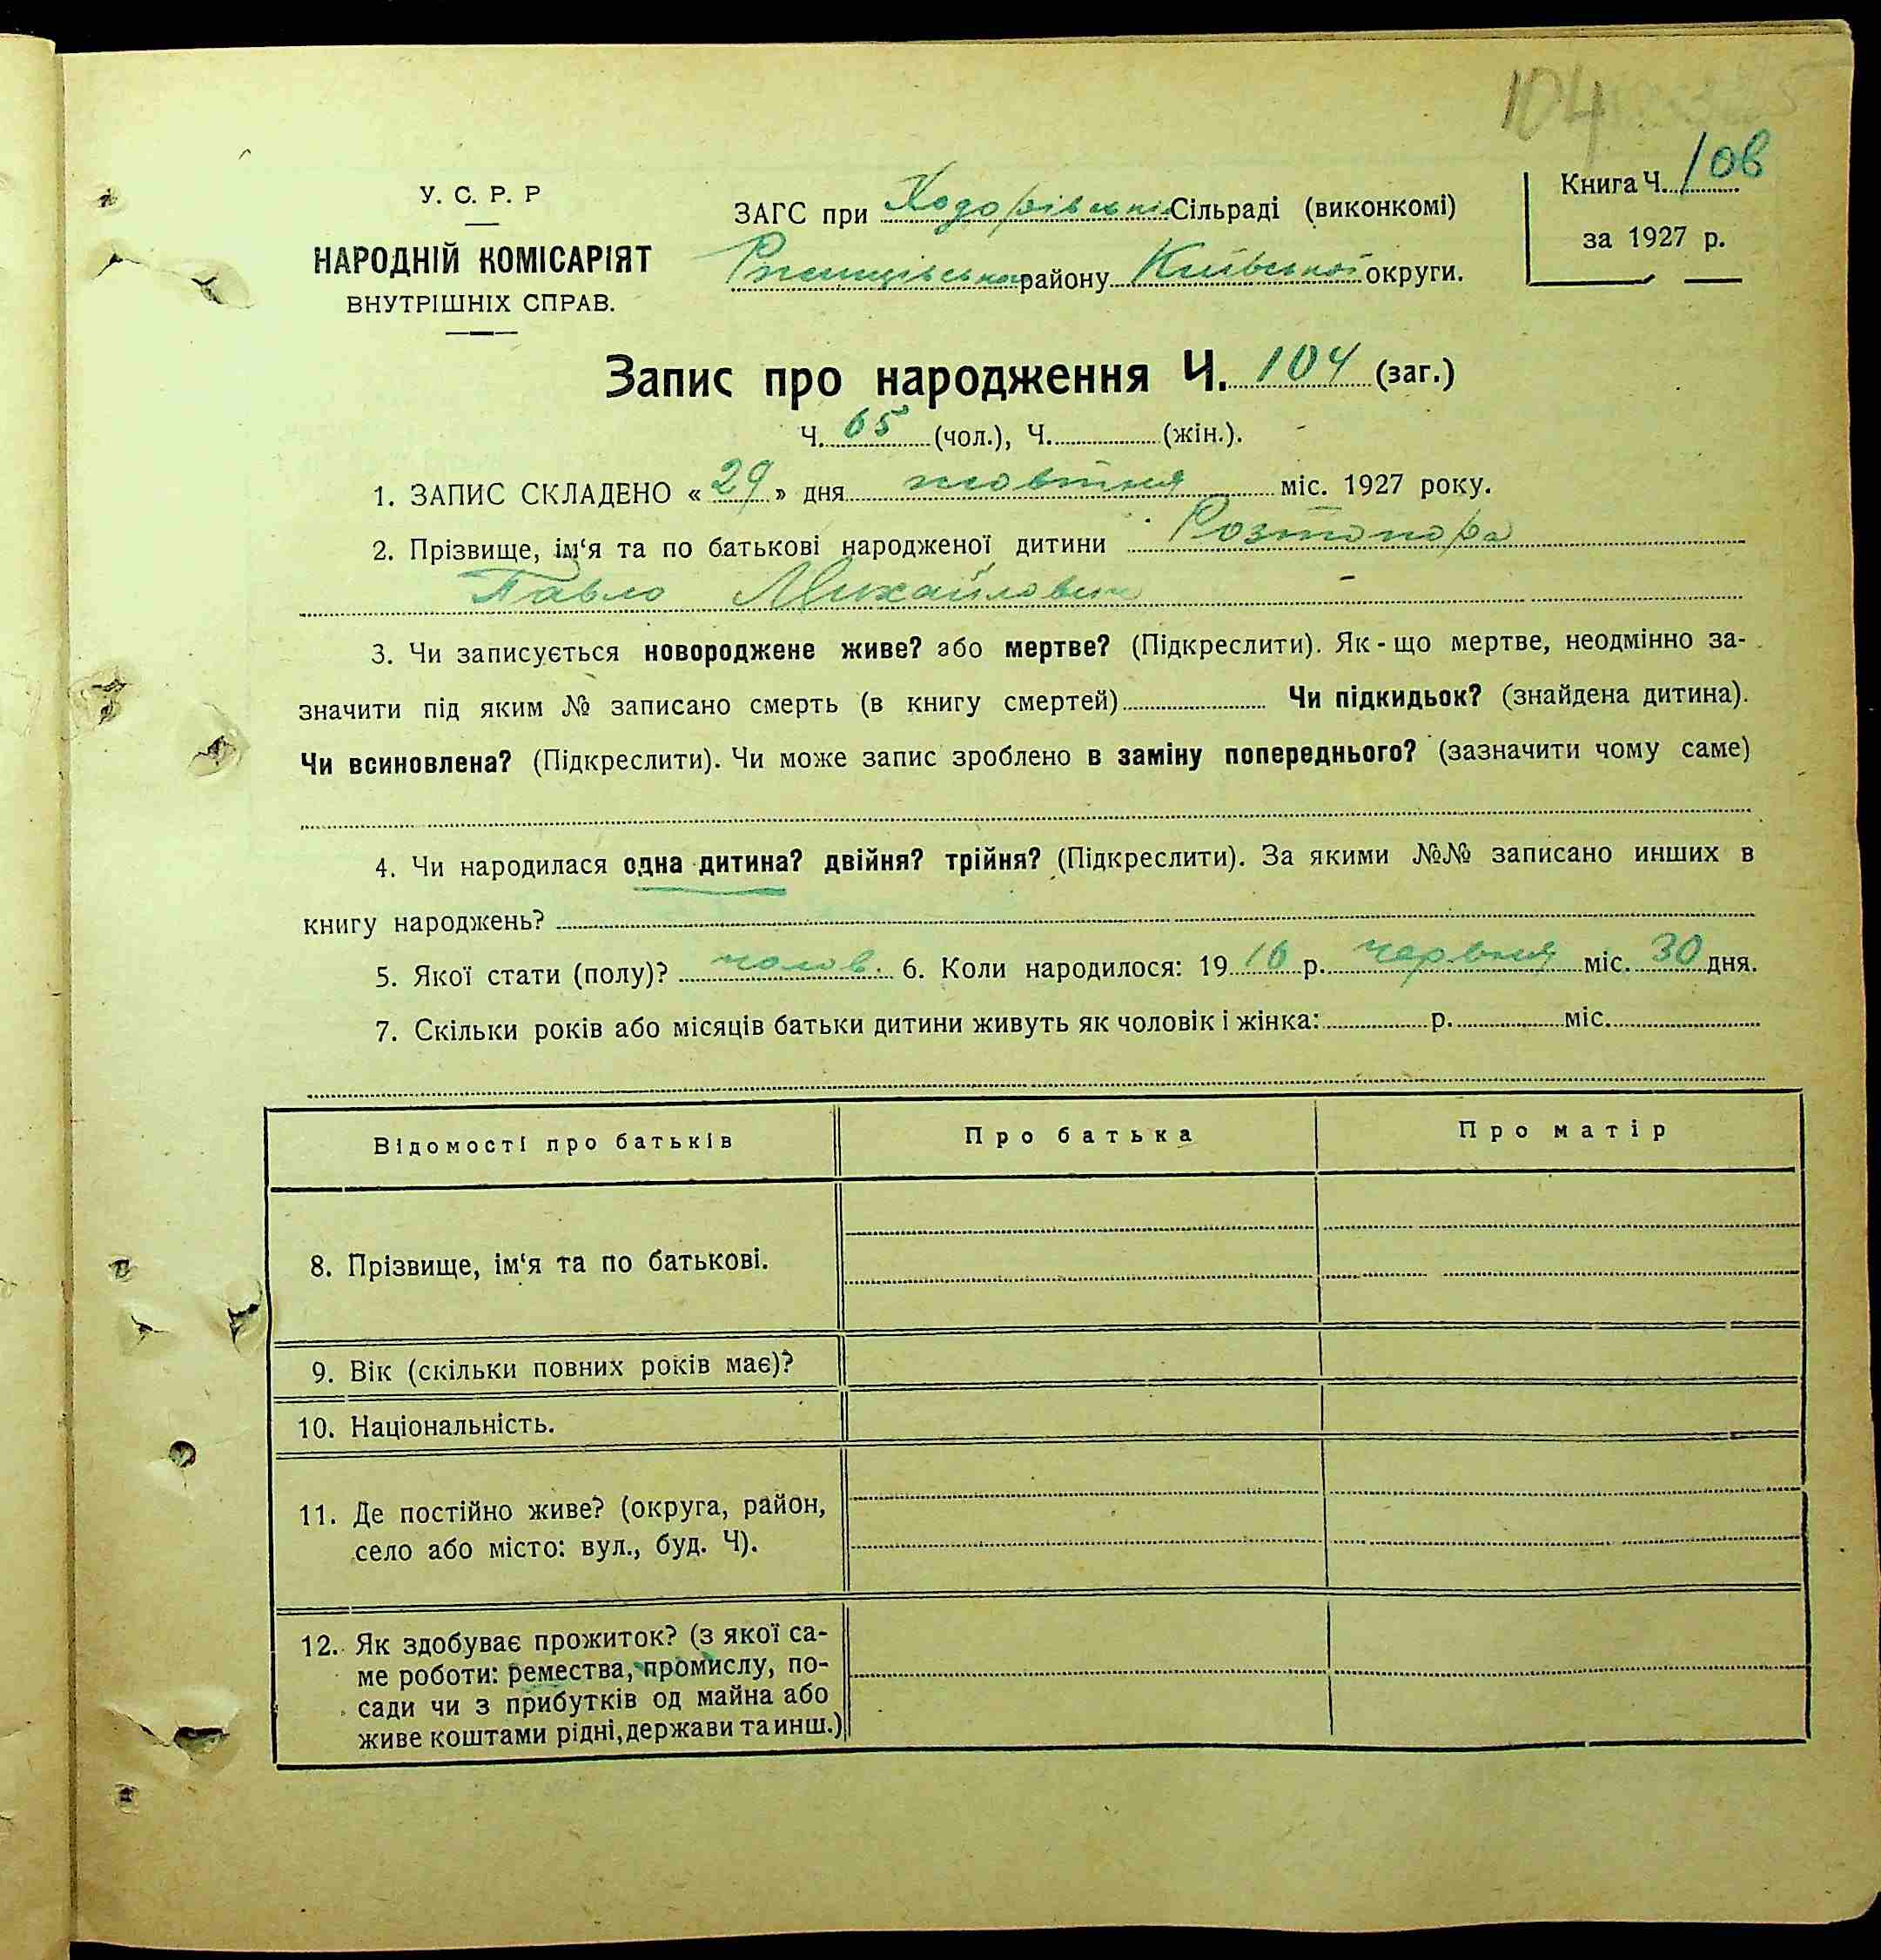 104
У. С. Р. Р
НАРОДНІЙ КОМІСАРІЯТ
ВНУТРІШНІХ СПРАВ.
ЗАГС при Ходорівській Сільраді (виконкомі)
Ржищівського району Київської округи.
Книга Ч. 1 ов
за 1927 р.
Запис про народження Ч. 104 (заг.)
Ч. 65 (чол.), Ч. (жін.).
1. ЗАПИС СКЛАДЕНО « 29 » дня жовтня міс. 1927 року.
2. Прізвище, ім‘я та по батькові народженої дитини Розтопора
Павло Михайлович
3. Чи записується новороджене живе? або мертве? (Підкреслити). Як - що мертве, неодмінно за-
значити під яким № записано смерть (в книгу смертей) Чи підкидьок? (знайдена дитина).
Чи всиновлена? (Підкреслити). Чи може запис зроблено в заміну попереднього? (зазначити чому саме)
4. Чи народилася одна дитина? двійня? трійня? (Підкреслити). За якими №№ записано инших в
книгу народжень?
5. Якої стати (полу)? чолов. 6. Коли народилося: 19 16 р. червня міс. 30 дня.
7. Скільки років або місяців батьки дитини живуть як чоловік і жінка: р. міс.
Відомості про батьків Про батька Про матір
8. Прізвище, ім‘я та по батькові.
9. Вік (скільки повних років має)?
10. Національність.
11. Де постійно живе? (округа, район,
село або місто: вул., буд. Ч).
12. Як здобуває прожиток? (з якої са-
ме роботи: ремества, промислу, по-
сади чи з прибутків од майна або
живе коштами рідні, держави та инш.)